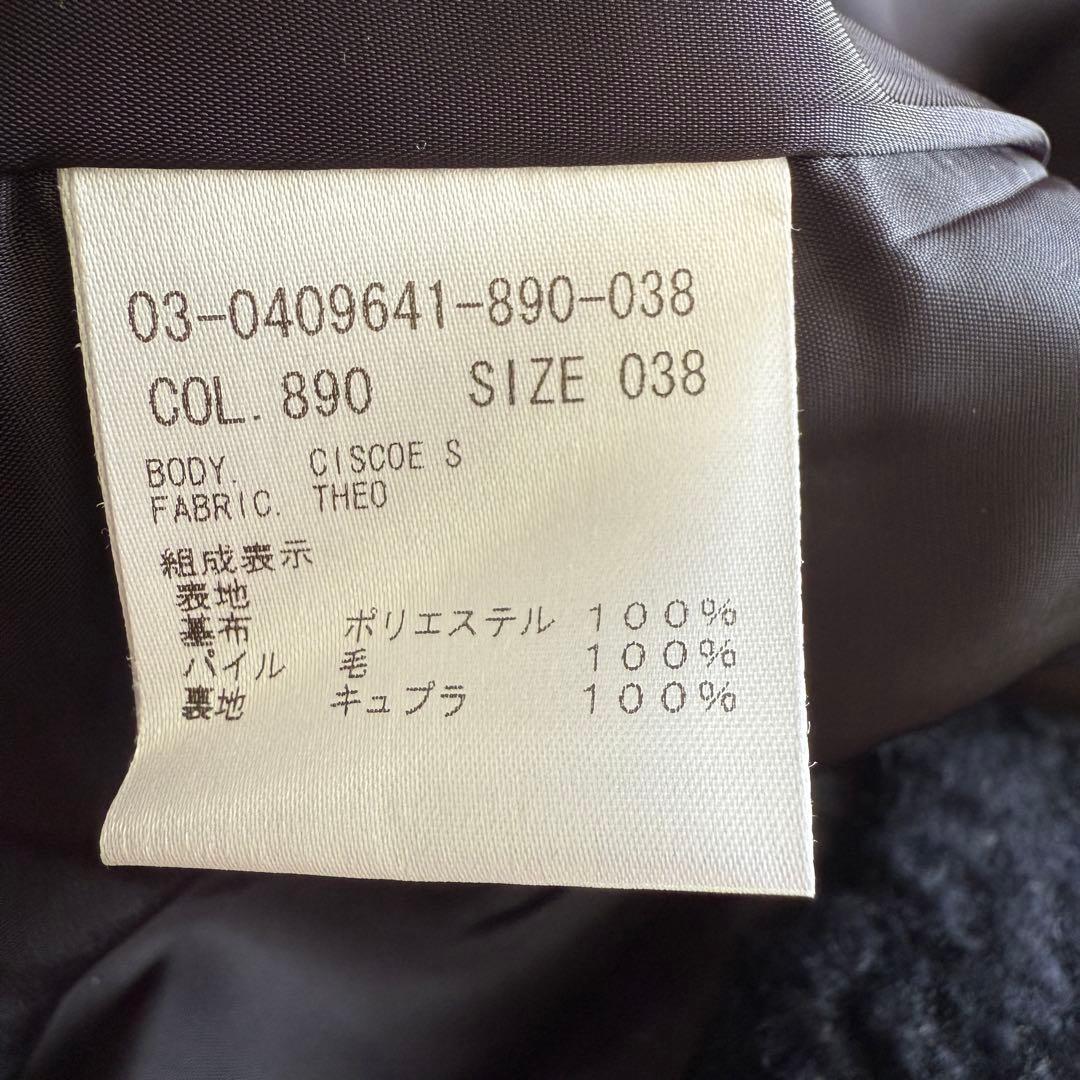 03-0409641-890-038
COL. 890 SIZE 038
BODY. CISCOE S
FABRIC. THEO
組成表示
表地
基布 ポリエステル 100%
パイル 毛 100%
裏地 キュプラ 100%